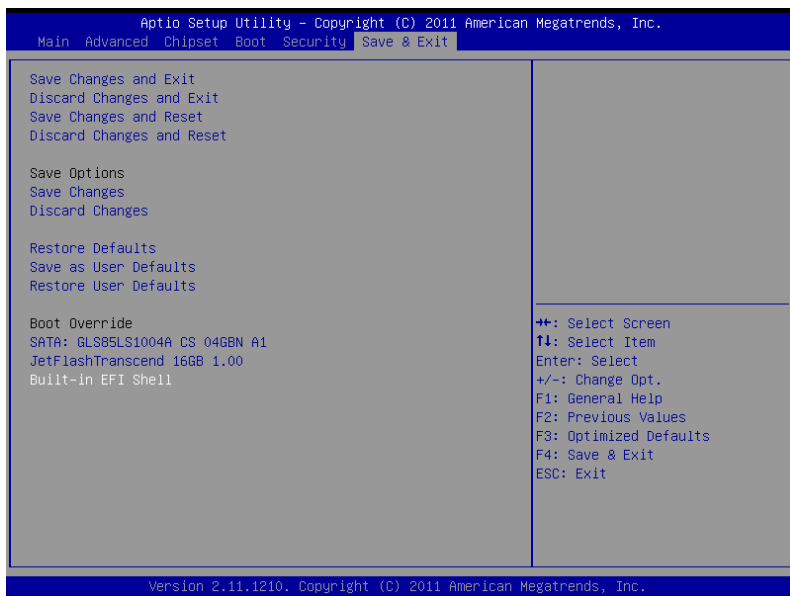 Aptio Setup Utility – Copyright (C) 2011 American Megatrends, Inc.
Main Advanced Chipset Boot Security Save & Exit
Save Changes and Exit
Discard Changes and Exit
Save Changes and Reset
Discard Changes and Reset
Save Options
Save Changes
Discard Changes
Restore Defaults
Save as User Defaults
Restore User Defaults
Boot Override
SATA: GLS85LS1004A CS 04GBN A1
JetFlashTranscend 16GB 1.00
Built-in EFI Shell
→←: Select Screen
↑↓: Select Item
Enter: Select
+/-: Change Opt.
F1: General Help
F2: Previous Values
F3: Optimized Defaults
F4: Save & Exit
ESC: Exit
Version 2.11.1210. Copyright (C) 2011 American Megatrends, Inc.